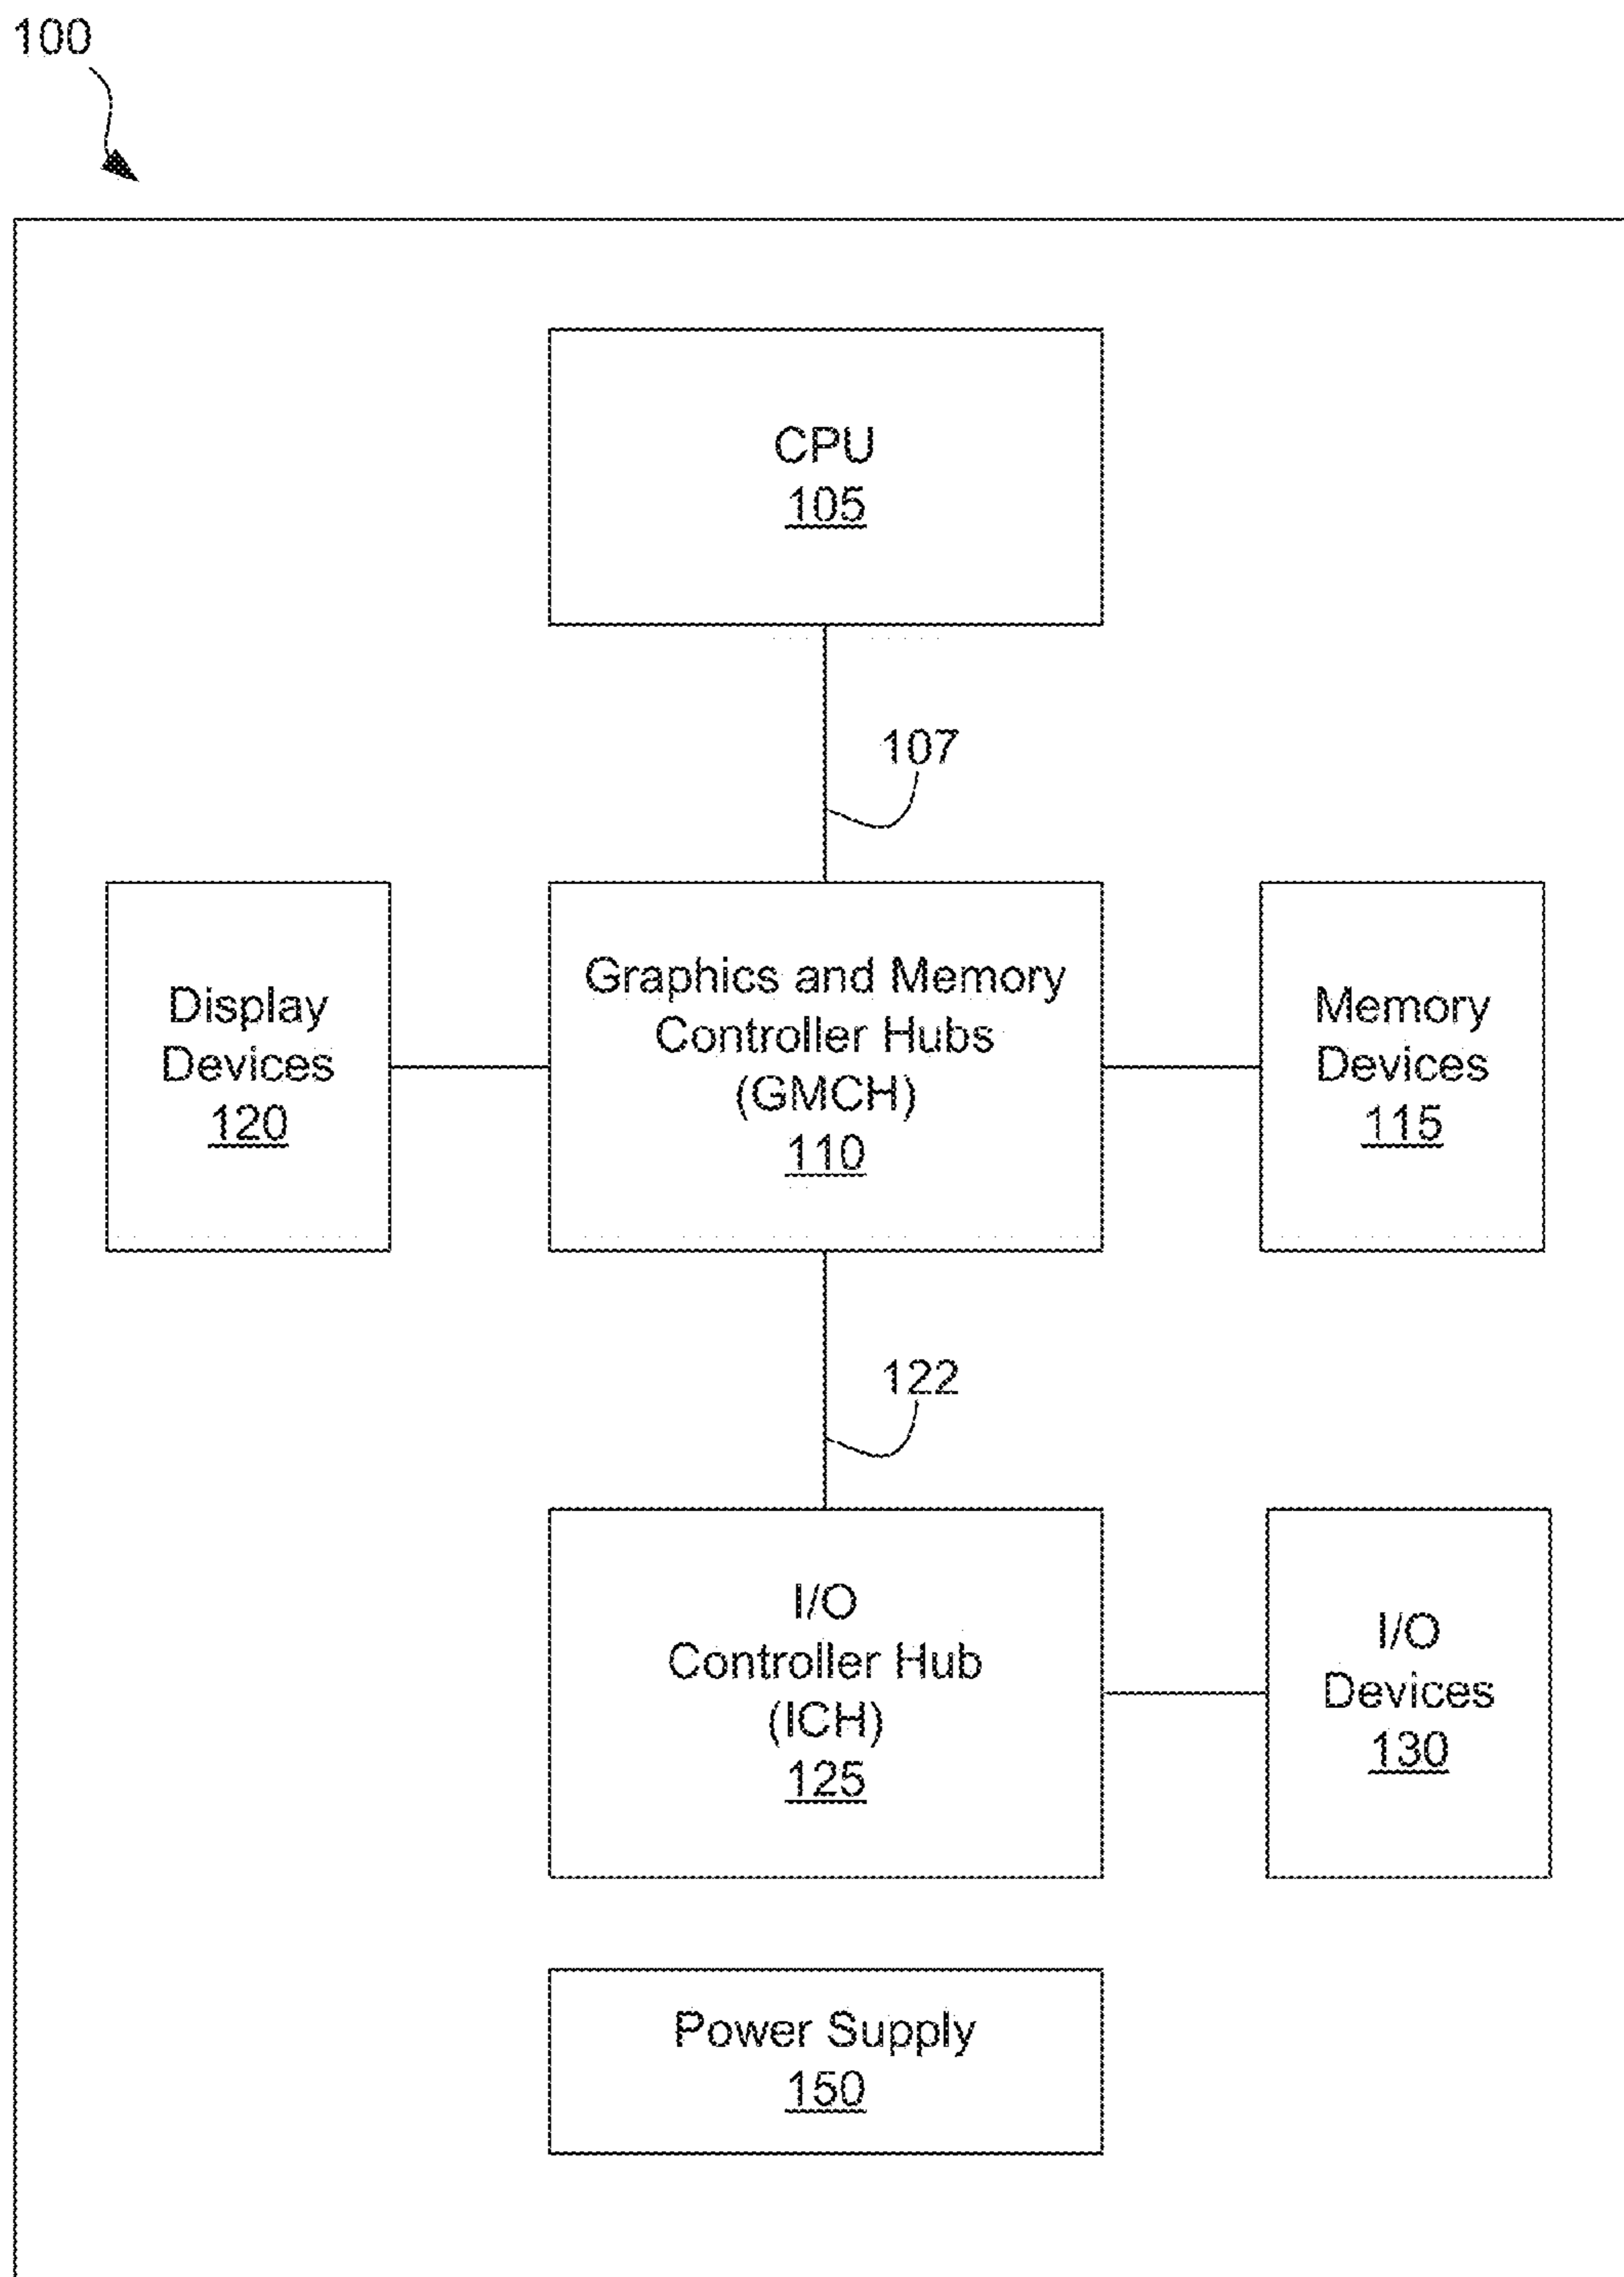 100
CPU
105
107
Display
Devices
120
Graphics and Memory
Controller Hubs
(GMCH)
110
Memory
Devices
115
122
I/O
Controller Hub
(ICH)
125
I/O
Devices
130
Power Supply
150